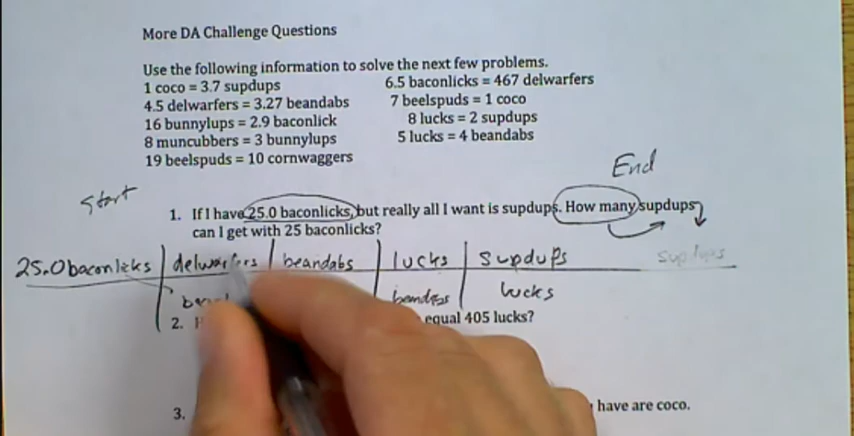 More DA Challenge Questions
Use the following information to solve the next few problems.
1 coco = 3.7 supdups 6.5 baconlicks = 467 delwarfers
4.5 delwarfers = 3.27 beandabs 7 beelspuds = 1 coco
16 bunnylups = 2.9 baconlick 8 lucks = 2 supdups
8 muncubbers = 3 bunnylups 5 lucks = 4 beandabs
19 beelspuds = 10 cornwaggers
End
Start
1. If I have 25.0 baconlicks, but really all I want is supdups. How many supdups
can I get with 25 baconlicks?
25.0 baconlicks delwarfers beandabs lucks supdups supdups
lucks
2. equal 405 lucks?
3. have are coco.